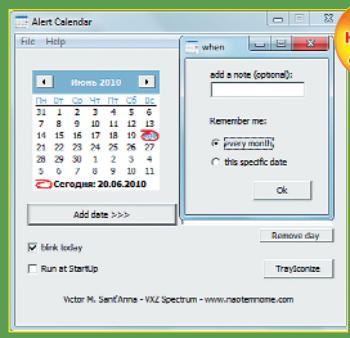 Alert Calendar
File Help
Июнь 2010
Пн Вт Ср Чт Пт Сб Вс
31 1 2 3 4 5 6
7 8 9 10 11 12 13
14 15 16 17 18 19 20
21 22 23 24 25 26 27
28 29 30 1 2 3 4
5 6 7 8 9 10 11
Сегодня: 20.06.2010
Add date >>>
blink today
Run at StartUp
when
add a note (optional):
Remember me:
every month
this specific date
Ok
Remove day
TrayIconize
Victor M. Sant'Anna - VXZ Spectrum - www.naotemnome.com